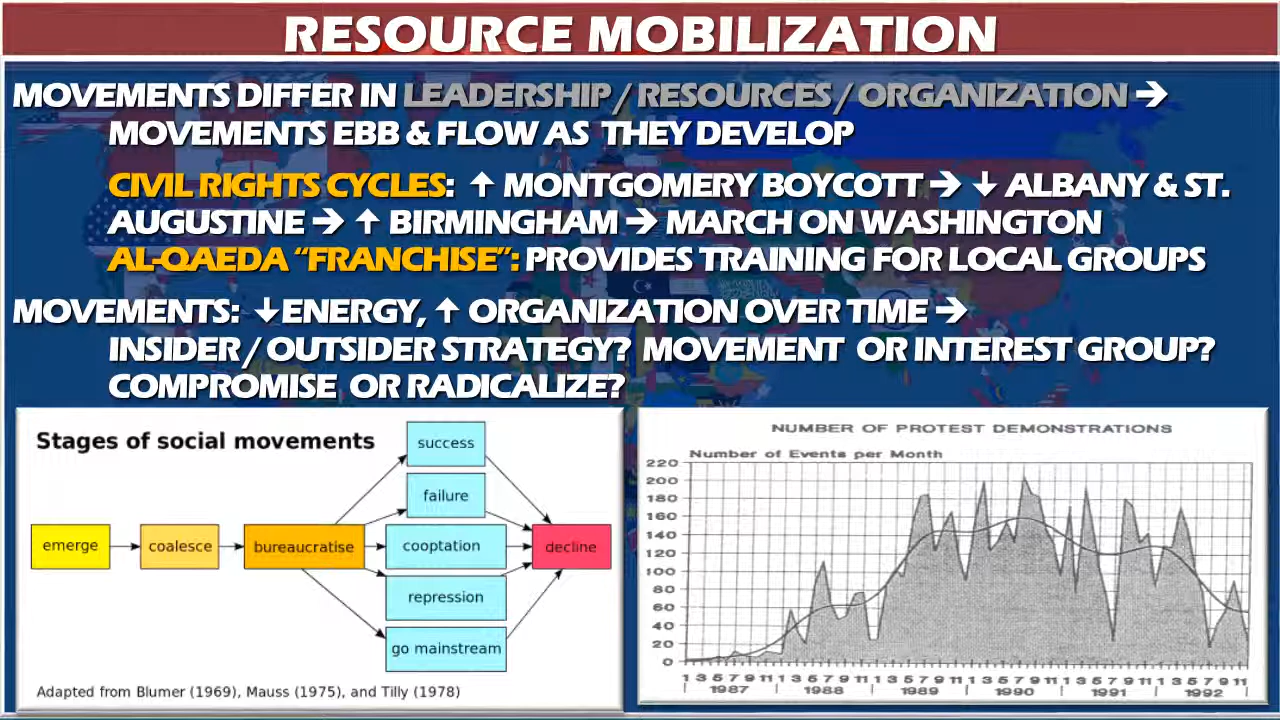 RESOURCE MOBILIZATION
MOVEMENTS DIFFER IN LEADERSHIP / RESOURCES / ORGANIZATION →
MOVEMENTS EBB & FLOW AS THEY DEVELOP
CIVIL RIGHTS CYCLES: ↑ MONTGOMERY BOYCOTT → ↓ ALBANY & ST.
AUGUSTINE → ↑ BIRMINGHAM → MARCH ON WASHINGTON
AL-QAEDA “FRANCHISE”: PROVIDES TRAINING FOR LOCAL GROUPS
MOVEMENTS: ↓ENERGY, ↑ ORGANIZATION OVER TIME →
INSIDER / OUTSIDER STRATEGY? MOVEMENT OR INTEREST GROUP?
COMPROMISE OR RADICALIZE?
Stages of social movements
emerge
coalesce
bureaucratise
success
failure
cooptation
repression
go mainstream
decline
Adapted from Blumer (1969), Mauss (1975), and Tilly (1978)
NUMBER OF PROTEST DEMONSTRATIONS
Number of Events per Month
220
200
180
160
140
120
100
80
60
40
20
0
1 3 5 7 9 11 1 3 5 7 9 11 1 3 5 7 9 11 1 3 5 7 9 11 1 3 5 7 9 11 1 3 5 7 9 11
1987 1988 1989 1990 1991 1992